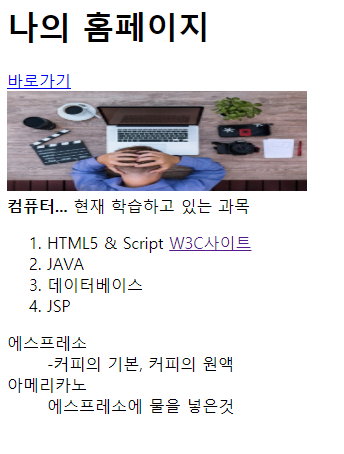 나의 홈페이지
바로가기
컴퓨터... 현재 학습하고 있는 과목
1. HTML5 & Script W3C사이트
2. JAVA
3. 데이터베이스
4. JSP
에스프레소
-커피의 기본, 커피의 원액
아메리카노
에스프레소에 물을 넣은것